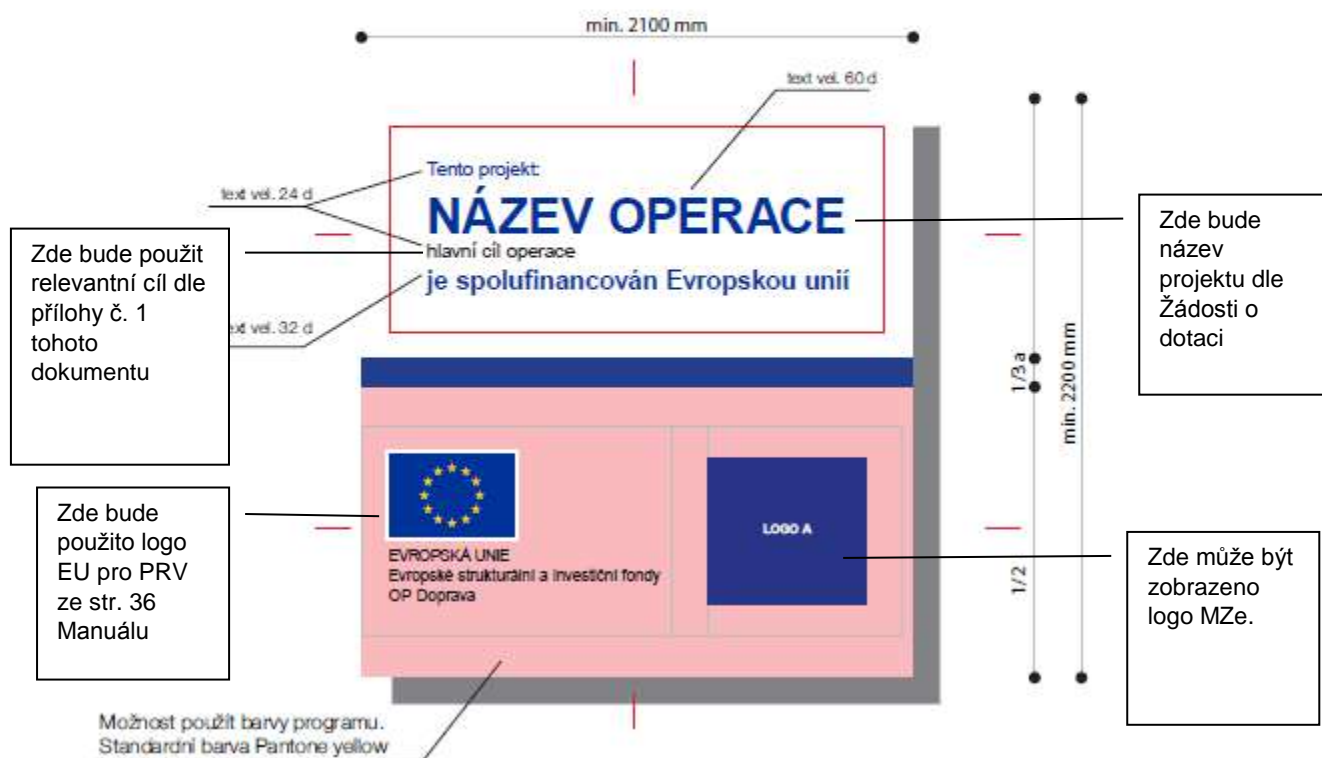 min. 2100 mm
text vel. 60 d
Tento projekt:
text vel. 24 d
NÁZEV OPERACE
hlavní cíl operace
je spolufinancován Evropskou unií
text vel. 32 d
Zde bude použit
relevantní cíl dle
přílohy č. 1
tohoto
dokumentu
Zde bude
název
projektu dle
Žádosti o
dotaci
1/3 a
min. 2200 mm
1/2
Zde bude
použito logo
EU pro PRV
ze str. 36
Manuálu
LOGO A
EVROPSKÁ UNIE
Evropské strukturální a investiční fondy
OP Doprava
Zde může být
zobrazeno
logo MZe.
Možnost použít barvy programu.
Standardní barva Pantone yellow